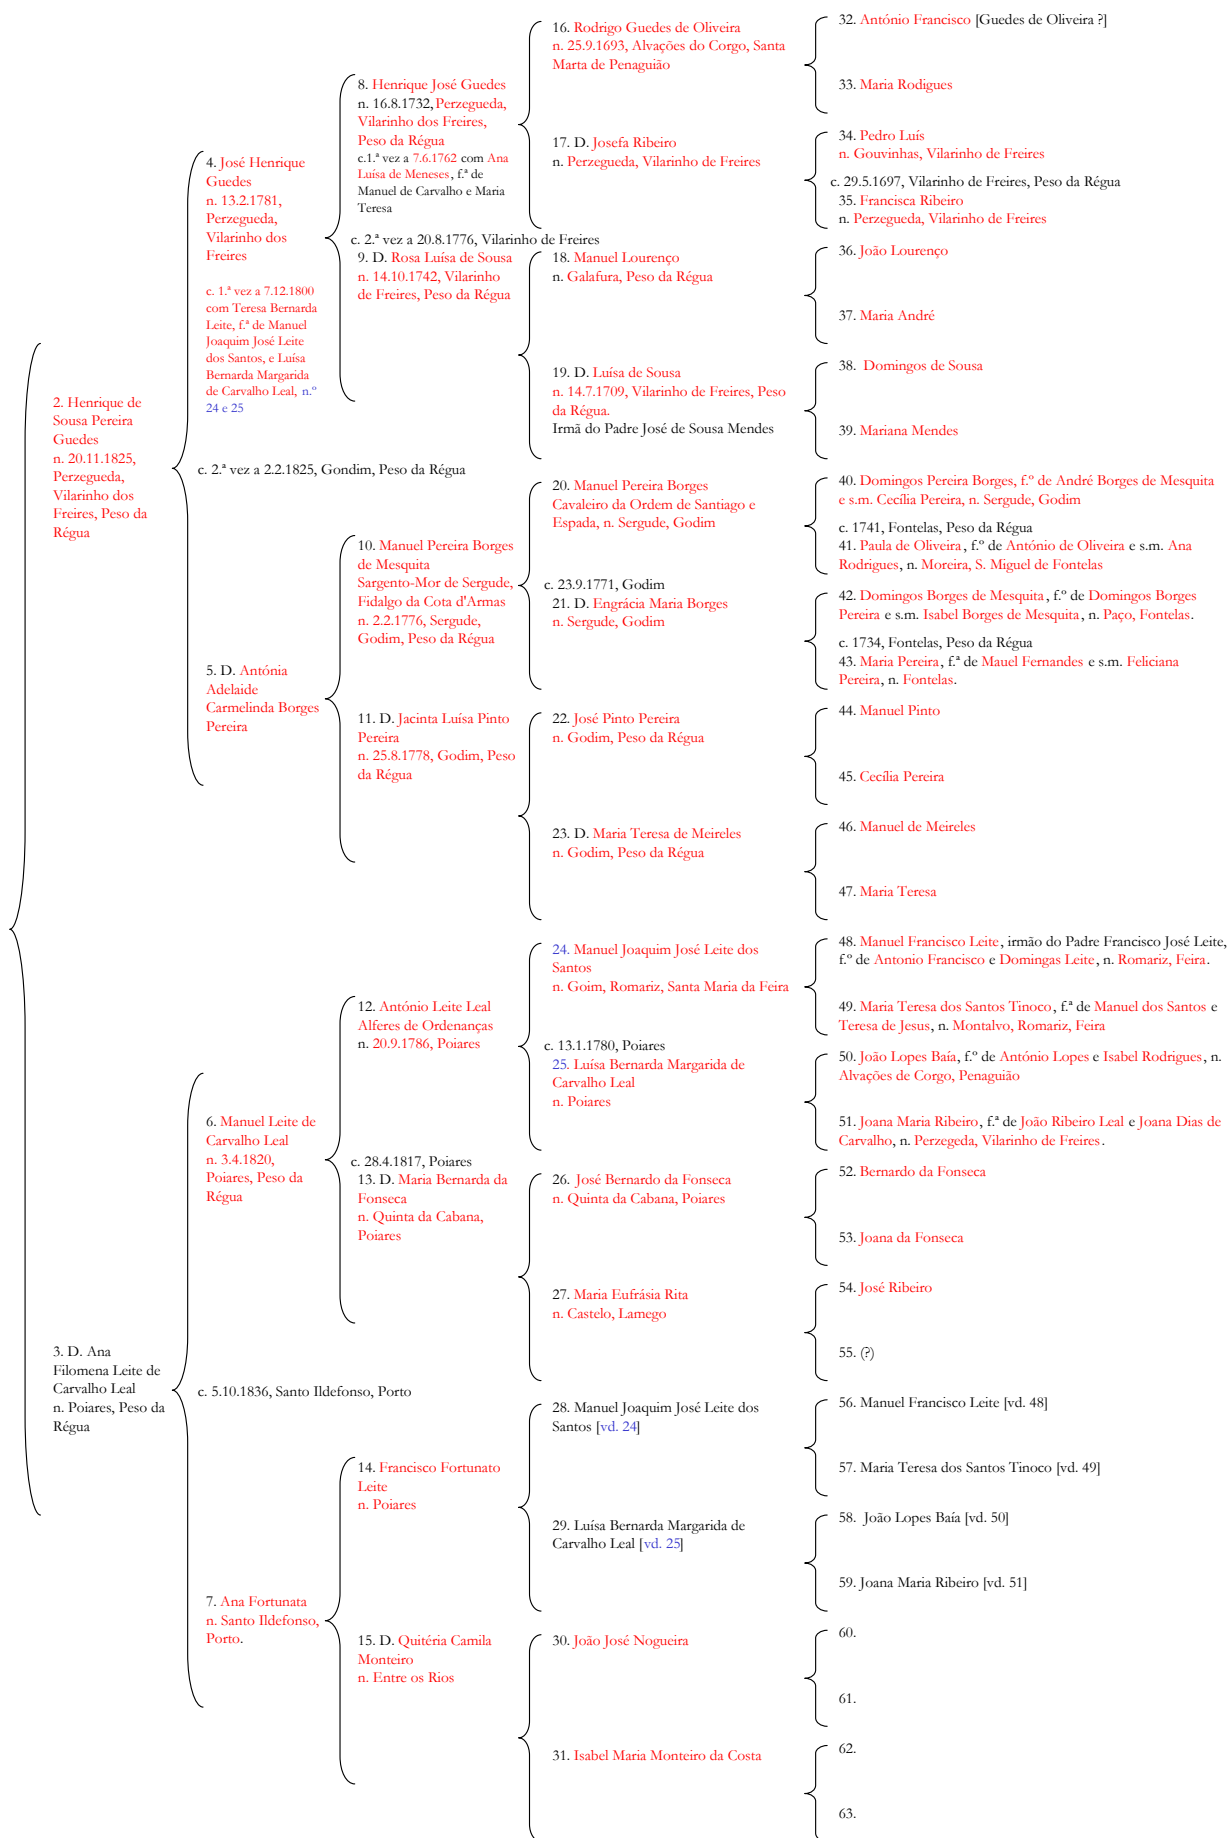 2. Henrique de
Sousa Pereira
Guedes
n. 20.11.1825,
Perzegueda,
Vilarinho dos
Freires, Peso da
Régua
3. D. Ana
Filomena Leite de
Carvalho Leal
n. Poiares, Peso da
Régua
4. José Henrique
Guedes
n. 13.2.1781,
Perzegueda,
Vilarinho dos
Freires
c. 1.ª vez a 7.12.1800
com Teresa Bernarda
Leite, f.ª de Manuel
Joaquim José Leite
dos Santos, e Luísa
Bernarda Margarida
de Carvalho Leal, n.º
24 e 25
c. 2.ª vez a 2.2.1825, Gondim, Peso da Régua
5. D. Antónia
Adelaide
Carmelinda Borges
Pereira
6. Manuel Leite de
Carvalho Leal
n. 3.4.1820,
Poiares, Peso da
Régua
c. 5.10.1836, Santo Ildefonso, Porto
7. Ana Fortunata
n. Santo Ildefonso,
Porto.
8. Henrique José Guedes
n. 16.8.1732, Perzegueda,
Vilarinho dos Freires,
Peso da Régua
c.1.ª vez a 7.6.1762 com Ana
Luísa de Meneses, f.ª de
Manuel de Carvalho e Maria
Teresa
c. 2.ª vez a 20.8.1776, Vilarinho de Freires
9. D. Rosa Luísa de Sousa
n. 14.10.1742, Vilarinho
de Freires, Peso da Régua
10. Manuel Pereira Borges
de Mesquita
Sargento-Mor de Sergude,
Fidalgo da Cota d'Armas
n. 2.2.1776, Sergude,
Godim, Peso da Régua
11. D. Jacinta Luísa Pinto
Pereira
n. 25.8.1778, Godim, Peso
da Régua
12. António Leite Leal
Alferes de Ordenanças
n. 20.9.1786, Poiares
c. 28.4.1817, Poiares
13. D. Maria Bernarda da
Fonseca
n. Quinta da Cabana,
Poiares
14. Francisco Fortunato
Leite
n. Poiares
15. D. Quitéria Camila
Monteiro
n. Entre os Rios
16. Rodrigo Guedes de Oliveira
n. 25.9.1693, Alvações do Corgo, Santa
Marta de Penaguião
17. D. Josefa Ribeiro
n. Perzegueda, Vilarinho de Freires
18. Manuel Lourenço
n. Galafura, Peso da Régua
19. D. Luísa de Sousa
n. 14.7.1709, Vilarinho de Freires, Peso
da Régua.
Irmã do Padre José de Sousa Mendes
20. Manuel Pereira Borges
Cavaleiro da Ordem de Santiago e
Espada, n. Sergude, Godim
c. 23.9.1771, Godim
21. D. Engrácia Maria Borges
n. Sergude, Godim
22. José Pinto Pereira
n. Godim, Peso da Régua
23. D. Maria Teresa de Meireles
n. Godim, Peso da Régua
24. Manuel Joaquim José Leite dos
Santos
n. Goim, Romariz, Santa Maria da Feira
c. 13.1.1780, Poiares
25. Luísa Bernarda Margarida de
Carvalho Leal
n. Poiares
26. José Bernardo da Fonseca
n. Quinta da Cabana, Poiares
27. Maria Eufrásia Rita
n. Castelo, Lamego
28. Manuel Joaquim José Leite dos
Santos [vd. 24]
29. Luísa Bernarda Margarida de
Carvalho Leal [vd. 25]
30. João José Nogueira
31. Isabel Maria Monteiro da Costa
32. António Francisco [Guedes de Oliveira ?]
33. Maria Rodigues
34. Pedro Luís
n. Gouvinhas, Vilarinho de Freires
c. 29.5.1697, Vilarinho de Freires, Peso da Régua
35. Francisca Ribeiro
n. Perzegueda, Vilarinho de Freires
36. João Lourenço
37. Maria André
38. Domingos de Sousa
39. Mariana Mendes
40. Domingos Pereira Borges, f.º de André Borges de Mesquita
e s.m. Cecília Pereira, n. Sergude, Godim
c. 1741, Fontelas, Peso da Régua
41. Paula de Oliveira, f.º de António de Oliveira e s.m. Ana
Rodrigues, n. Moreira, S. Miguel de Fontelas
42. Domingos Borges de Mesquita, f.º de Domingos Borges
Pereira e s.m. Isabel Borges de Mesquita, n. Paço, Fontelas.
c. 1734, Fontelas, Peso da Régua
43. Maria Pereira, f.ª de Mauel Fernandes e s.m. Feliciana
Pereira, n. Fontelas.
44. Manuel Pinto
45. Cecília Pereira
46. Manuel de Meireles
47. Maria Teresa
48. Manuel Francisco Leite, irmão do Padre Francisco José Leite,
f.º de Antonio Francisco e Domingas Leite, n. Romariz, Feira.
49. Maria Teresa dos Santos Tinoco, f.ª de Manuel dos Santos e
Teresa de Jesus, n. Montalvo, Romariz, Feira
50. João Lopes Baía, f.º de António Lopes e Isabel Rodrigues, n.
Alvações de Corgo, Penaguião
51. Joana Maria Ribeiro, f.ª de João Ribeiro Leal e Joana Dias de
Carvalho, n. Perzegeda, Vilarinho de Freires.
52. Bernardo da Fonseca
53. Joana da Fonseca
54. José Ribeiro
55. (?)
56. Manuel Francisco Leite [vd. 48]
57. Maria Teresa dos Santos Tinoco [vd. 49]
58. João Lopes Baía [vd. 50]
59. Joana Maria Ribeiro [vd. 51]
60.
61.
62.
63.